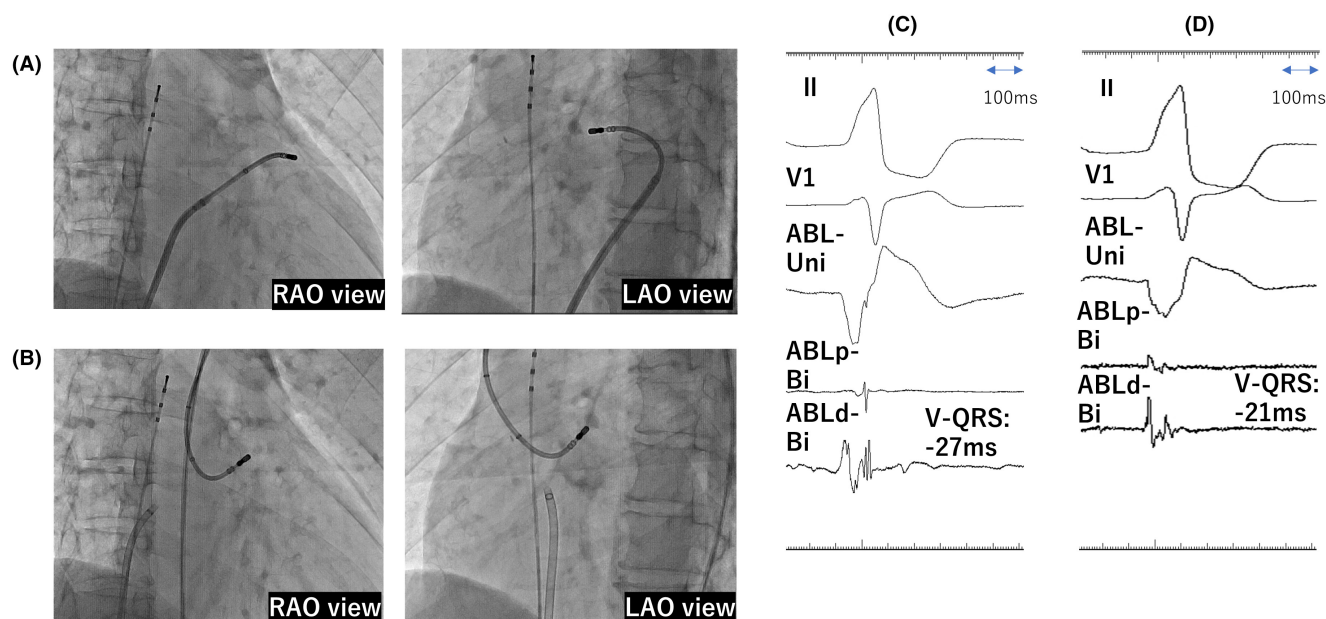 (A)
RAO view
LAO view
(B)
RAO view
LAO view
(C)
II
100ms
V1
ABL-
Uni
ABLp-
Bi
ABLd-
Bi
V-QRS:
-27ms
(D)
II
100ms
V1
ABL-
Uni
ABLp-
Bi
ABLd-
Bi
V-QRS:
-21ms